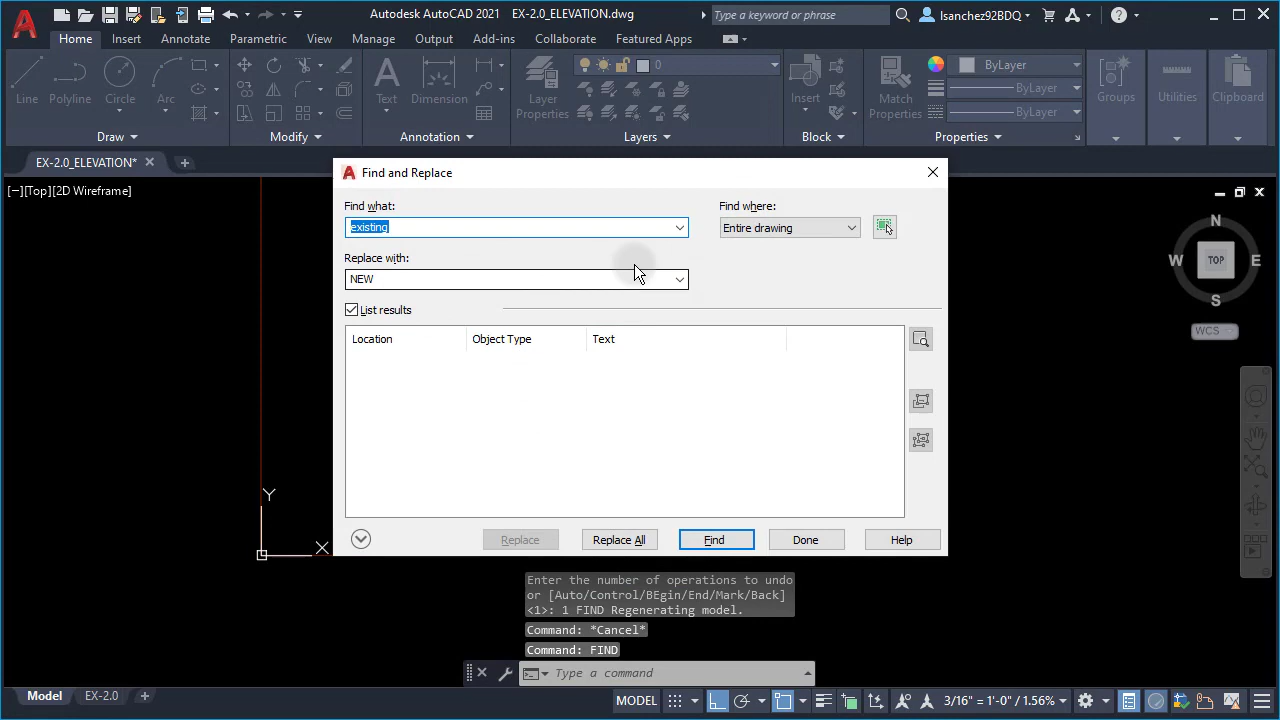 Autodesk AutoCAD 2021 EX-2.0_ELEVATION.dwg
Type a keyword or phrase
lsanchez92BDQ
Home Insert Annotate Parametric View Manage Output Add-ins Collaborate Featured Apps
Line Polyline Circle Arc
Text Dimension
Layer Properties
0
Insert
Match Properties
ByLayer
ByLayer
ByLayer
Groups Utilities Clipboard
Draw Modify Annotation Layers Block Properties
EX-2.0_ELEVATION*
[−][Top][2D Wireframe]
Find and Replace
Find what:
existing
Find where:
Entire drawing
Replace with:
NEW
List results
Location Object Type Text
Replace Replace All Find Done Help
N
W TOP E
S
WCS
Y
X
Enter the number of operations to undo
or [Auto/Control/BEgin/End/Mark/Back]
<1>: 1 FIND Regenerating model.
Command: *Cancel*
Command: FIND
Type a command
Model EX-2.0
MODEL
3/16" = 1'-0" / 1.56%